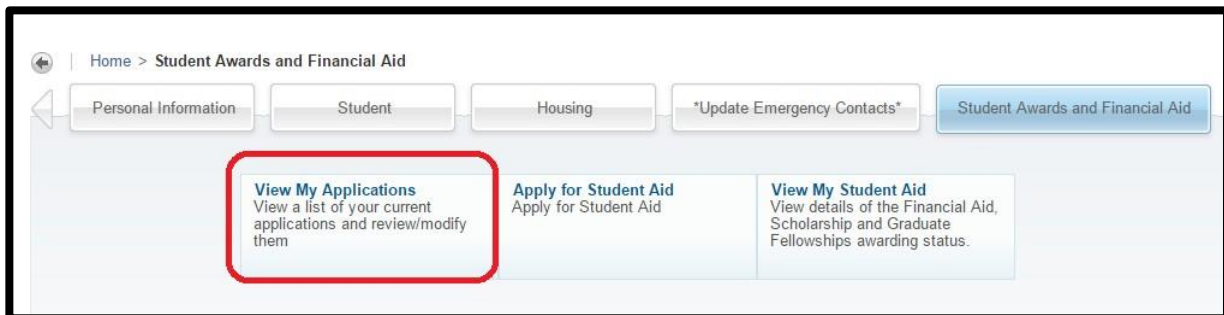 Home > Student Awards and Financial Aid
Personal Information
Student
Housing
*Update Emergency Contacts*
Student Awards and Financial Aid
View My Applications
View a list of your current
applications and review/modify
them
Apply for Student Aid
Apply for Student Aid
View My Student Aid
View details of the Financial Aid,
Scholarship and Graduate
Fellowships awarding status.